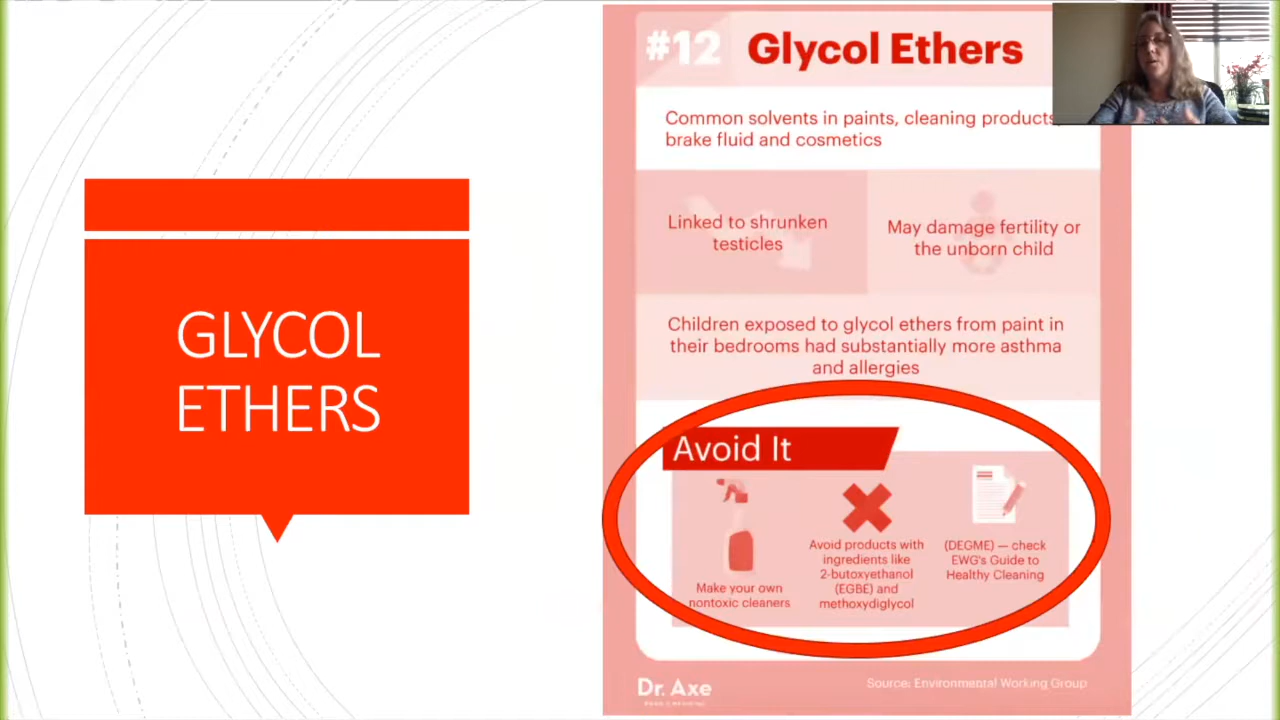 GLYCOL
ETHERS
#12 Glycol Ethers
Common solvents in paints, cleaning products,
brake fluid and cosmetics
Linked to shrunken
testicles
May damage fertility or
the unborn child
Children exposed to glycol ethers from paint in
their bedrooms had substantially more asthma
and allergies
Avoid It
Make your own
nontoxic cleaners
Avoid products with
ingredients like
2-butoxyethanol
(EGBE) and
methoxydiglycol
(DEGME) — check
EWG's Guide to
Healthy Cleaning
Dr. Axe
Source: Environmental Working Group